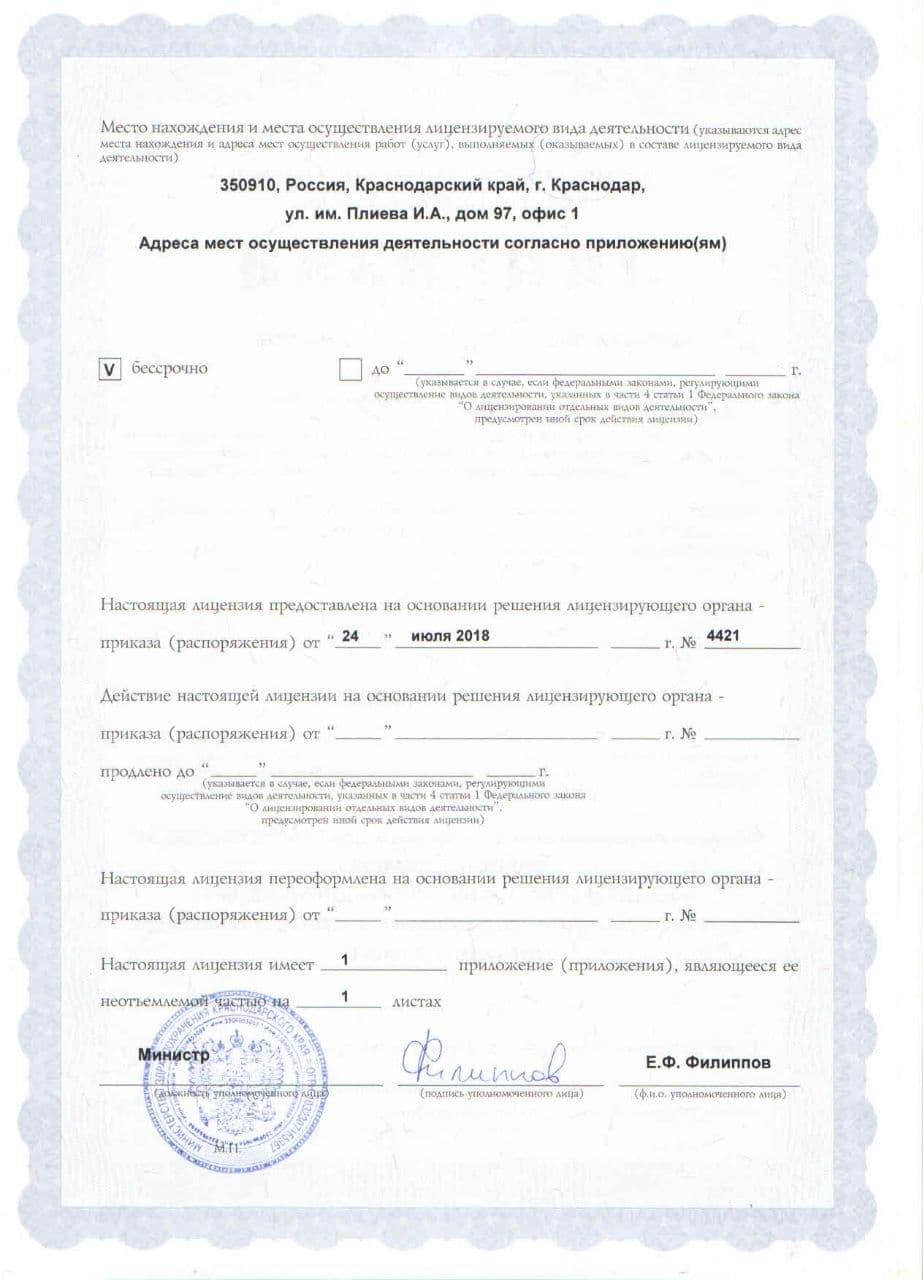 Место нахождения и места осуществления лицензируемого вида деятельности (указываются адрес
места нахождения и адреса мест осуществления работ (услуг), выполняемых (оказываемых) в составе лицензируемого вида
деятельности)
350910, Россия, Краснодарский край, г. Краснодар,
ул. им. Плиева И.А., дом 97, офис 1
Адреса мест осуществления деятельности согласно приложению(ям)
V бессрочно до “______” ______ ______ г.
(указывается в случае, если федеральными законами, регулирующими
осуществление видов деятельности, указанных в части 4 статьи 1 Федерального закона
“О лицензировании отдельных видов деятельности”,
предусмотрен иной срок действия лицензии)
Настоящая лицензия предоставлена на основании решения лицензирующего органа -
приказа (распоряжения) от “ 24 ” июля 2018 ______ г. № 4421
Действие настоящей лицензии на основании решения лицензирующего органа -
приказа (распоряжения) от “______” ______ ______ г. № ______
продлено до “______” ______ ______ г.
(указывается в случае, если федеральными законами, регулирующими
осуществление видов деятельности, указанных в части 4 статьи 1 Федерального закона
“О лицензировании отдельных видов деятельности”,
предусмотрен иной срок действия лицензии)
Настоящая лицензия переоформлена на основании решения лицензирующего органа -
приказа (распоряжения) от “______” ______ ______ г. № ______
Настоящая лицензия имеет 1 приложение (приложения), являющееся ее
неотъемлемой частью на 1 листах
Министр Филиппов Е.Ф. Филиппов
(должность уполномоченного лица) (подпись уполномоченного лица) (ф.и.о. уполномоченного лица)
М.П.
МИНИСТЕРСТВО ЗДРАВООХРАНЕНИЯ КРАСНОДАРСКОГО КРАЯ